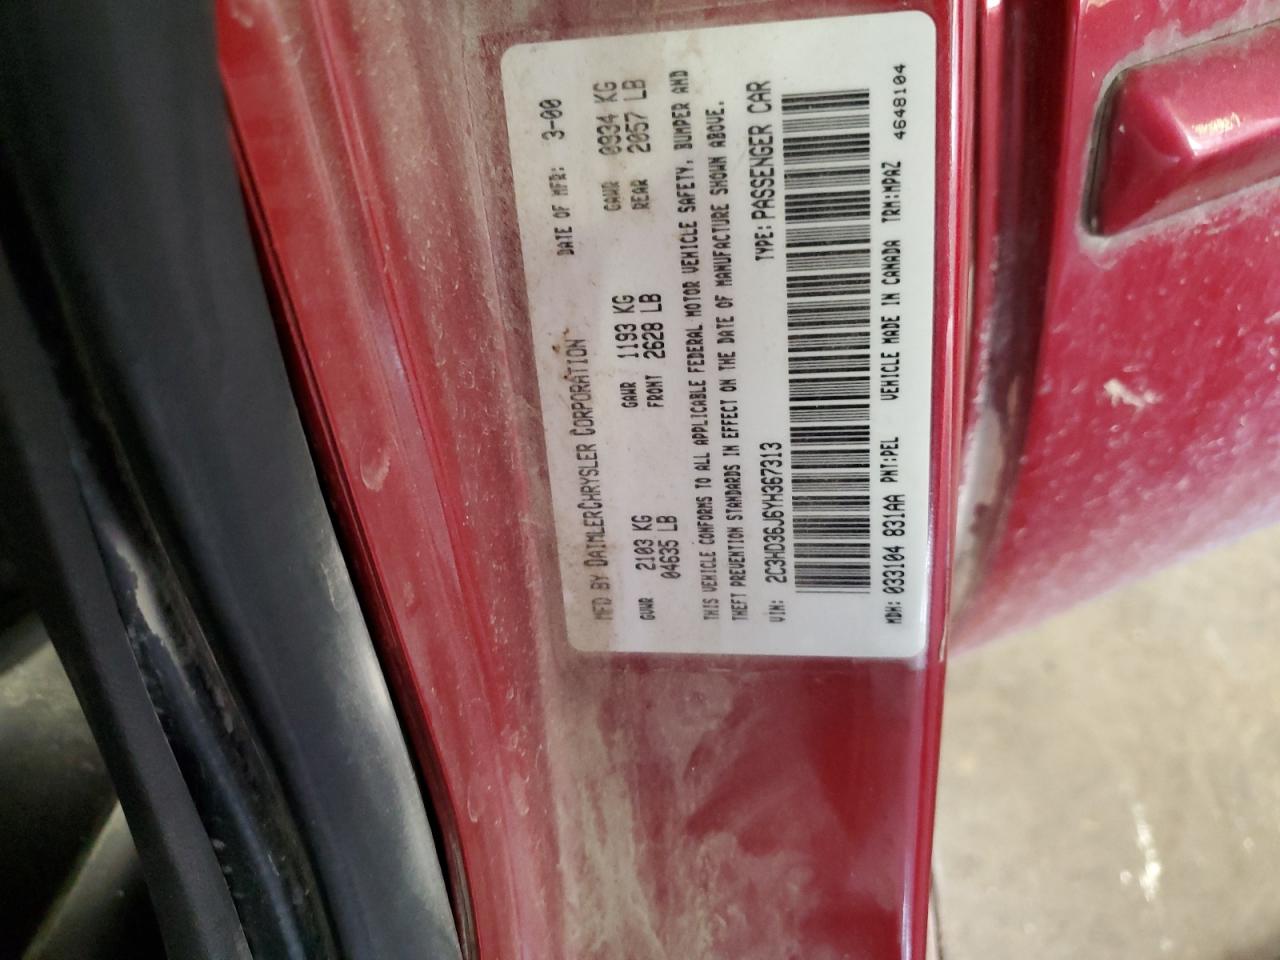 MFD BY DAIMLERCHRYSLER CORPORATION DATE OF MFR: 3-00
GVWR 2103 KG GAWR 1193 KG GAWR 0934 KG
04635 LB FRONT 2628 LB REAR 2057 LB
THIS VEHICLE CONFORMS TO ALL APPLICABLE FEDERAL MOTOR VEHICLE SAFETY, BUMPER AND
THEFT PREVENTION STANDARDS IN EFFECT ON THE DATE OF MANUFACTURE SHOWN ABOVE.
VIN: 2C3HD36J6YH367313 TYPE: PASSENGER CAR
MDH: 033104 831AA PNT:PEL VEHICLE MADE IN CANADA TRM:MPAZ 4648104